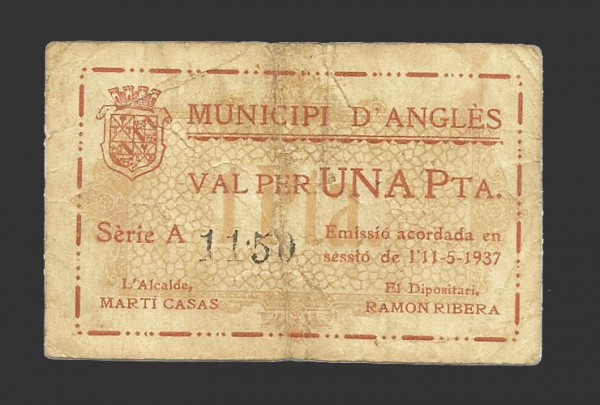 MUNICIPI D'ANGLÈS
VAL PER UNA PTA.
Sèrie A 1150
Emissió acordada en
sessió de l'11-5-1937
L'Alcalde,
MARTÍ CASAS
El Dipositari,
RAMON RIBERA